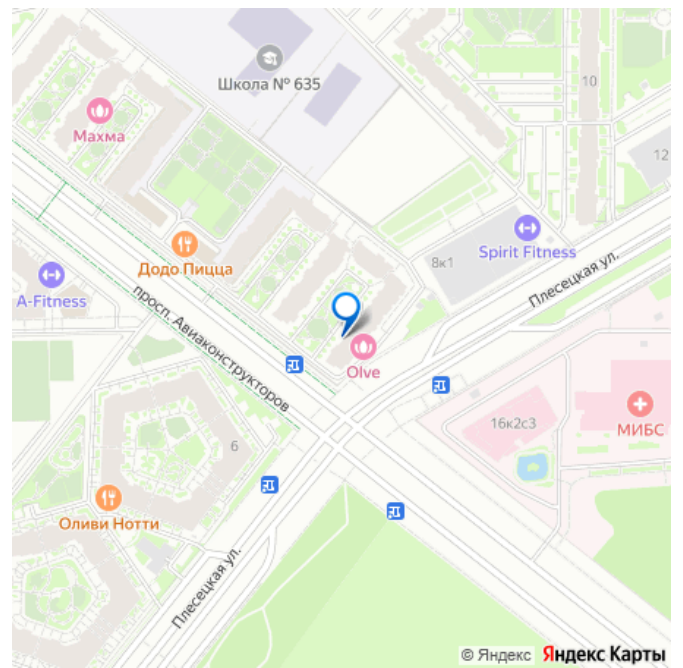 Школа № 635
10
Махма
12
Spirit Fitness
8к1
Додо Пицца
Плесецкая ул.
A-Fitness
просп. Авиаконструкторов
Olve
16к2с3
МИБС
6
Оливи Нотти
Плесецкая ул.
© Яндекс Яндекс Карты